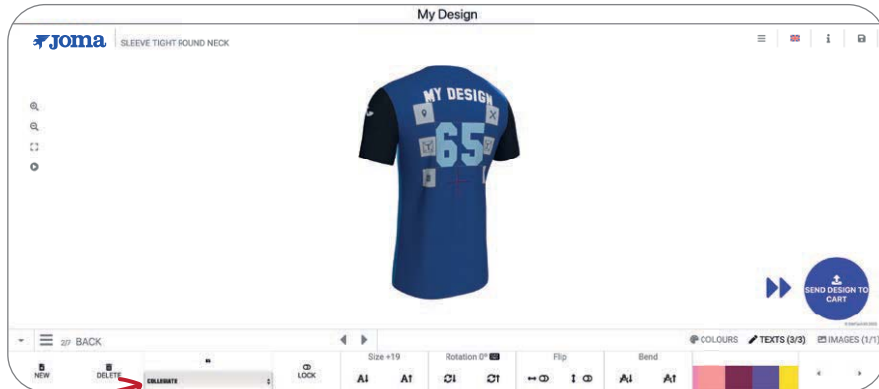 My Design
Joma
SLEEVE TIGHT ROUND NECK
MY DESIGN
65
SEND DESIGN TO
CART
2/7 BACK
COLOURS
TEXTS (3/3)
IMAGES (1/1)
NEW
DELETE
65
COLLEGIATE
LOCK
Size +19
Rotation 0°
Flip
Bend